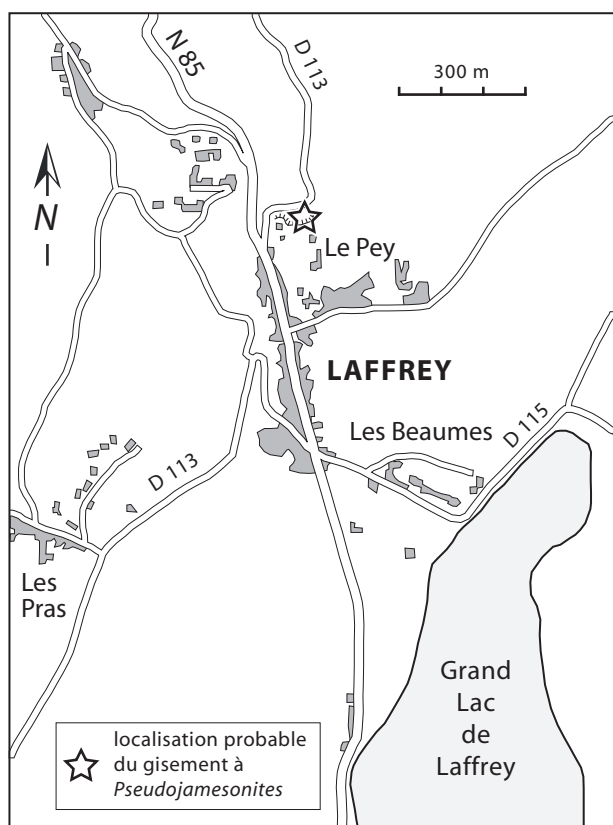 N 85
D 113
300 m
N
Le Pey
LAFFREY
Les Beaumes
D 115
D 113
Les
Pras
Grand
Lac
de
Laffrey
localisation probable
du gisement à
Pseudojamesonites